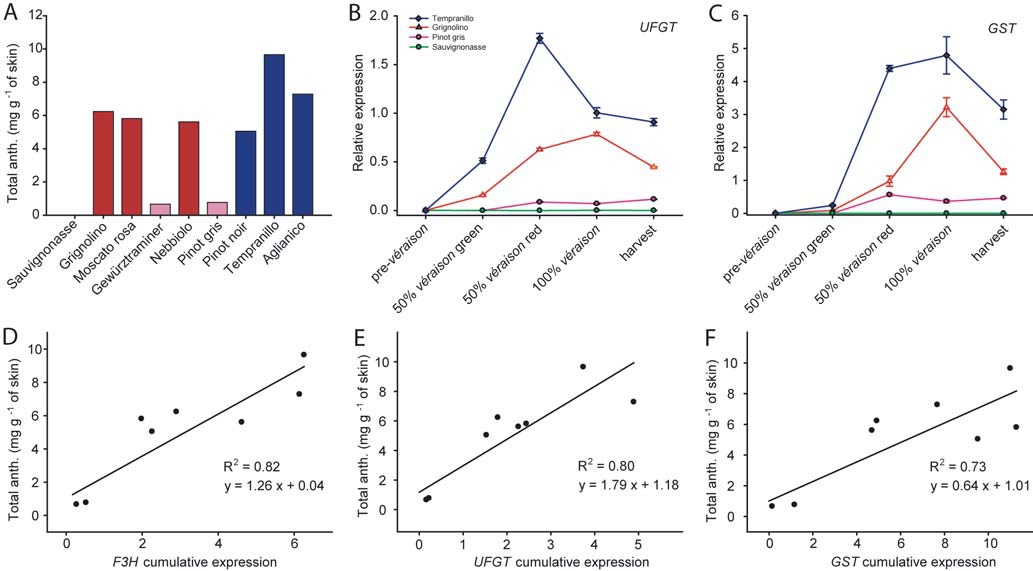 A
Total anth. (mg g -1 of skin)
12
10
8
6
4
2
0
Sauvignonasse
Grignolino
Moscato rosa
Gewürztraminer
Nebbiolo
Pinot gris
Pinot noir
Tempranillo
Aglianico
B
Relative expression
2.0
1.5
1.0
0.5
0.0
Tempranillo
Grignolino
Pinot gris
Sauvignonasse
UFGT
pre-véraison
50% véraison green
50% véraison red
100% véraison
harvest
C
Relative expression
6
5
4
3
2
1
0
GST
pre-véraison
50% véraison green
50% véraison red
100% véraison
harvest
D
Total anth. (mg g -1 of skin)
10
8
6
4
2
0
R2 = 0.82
y = 1.26 x + 0.04
0 2 4 6
F3H cumulative expression
E
Total anth. (mg g -1 of skin)
10
8
6
4
2
0
R2 = 0.80
y = 1.79 x + 1.18
0 1 2 3 4 5
UFGT cumulative expression
F
Total anth. (mg g -1 of skin)
10
8
6
4
2
0
R2 = 0.73
y = 0.64 x + 1.01
0 2 4 6 8 10
GST cumulative expression